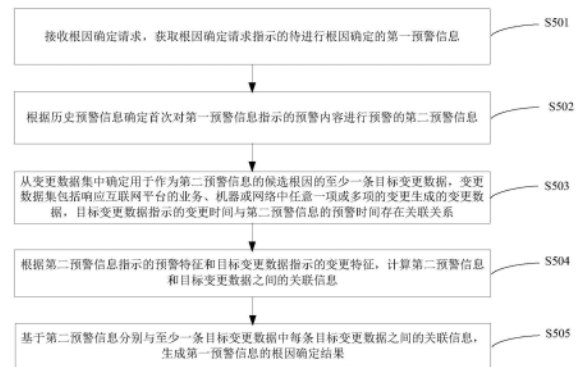 接收根因确定请求，获取根因确定请求指示的待进行根因确定的第一预警信息
S501
根据历史预警信息确定首次对第一预警信息指示的预警内容进行预警的第二预警信息
S502
从变更数据集中确定用于作为第二预警信息的候选根因的至少一条目标变更数据，变更
数据集包括响应互联网平台的业务、机器或网络中任意一项或多项的变更生成的变更数
据，目标变更数据指示的变更时间与第二预警信息的预警时间存在关联关系
S503
根据第二预警信息指示的预警特征和目标变更数据指示的变更特征，计算第二预警信息
和目标变更数据之间的关联信息
S504
基于第二预警信息分别与至少一条目标变更数据中每条目标变更数据之间的关联信息，
生成第一预警信息的根因确定结果
S505